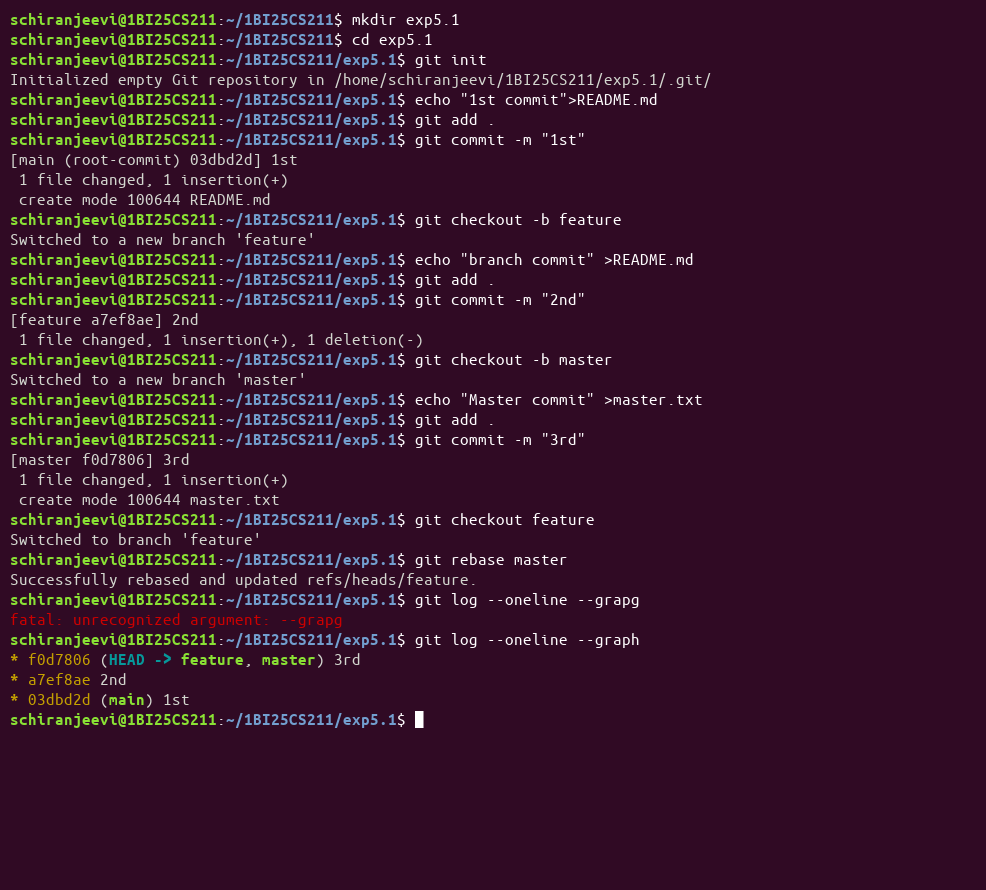 schiranjeevi@1BI25CS211:~/1BI25CS211$ mkdir exp5.1
schiranjeevi@1BI25CS211:~/1BI25CS211$ cd exp5.1
schiranjeevi@1BI25CS211:~/1BI25CS211/exp5.1$ git init
Initialized empty Git repository in /home/schiranjeevi/1BI25CS211/exp5.1/.git/
schiranjeevi@1BI25CS211:~/1BI25CS211/exp5.1$ echo "1st commit">README.md
schiranjeevi@1BI25CS211:~/1BI25CS211/exp5.1$ git add .
schiranjeevi@1BI25CS211:~/1BI25CS211/exp5.1$ git commit -m "1st"
[main (root-commit) 03dbd2d] 1st
 1 file changed, 1 insertion(+)
 create mode 100644 README.md
schiranjeevi@1BI25CS211:~/1BI25CS211/exp5.1$ git checkout -b feature
Switched to a new branch 'feature'
schiranjeevi@1BI25CS211:~/1BI25CS211/exp5.1$ echo "branch commit" >README.md
schiranjeevi@1BI25CS211:~/1BI25CS211/exp5.1$ git add .
schiranjeevi@1BI25CS211:~/1BI25CS211/exp5.1$ git commit -m "2nd"
[feature a7ef8ae] 2nd
 1 file changed, 1 insertion(+), 1 deletion(-)
schiranjeevi@1BI25CS211:~/1BI25CS211/exp5.1$ git checkout -b master
Switched to a new branch 'master'
schiranjeevi@1BI25CS211:~/1BI25CS211/exp5.1$ echo "Master commit" >master.txt
schiranjeevi@1BI25CS211:~/1BI25CS211/exp5.1$ git add .
schiranjeevi@1BI25CS211:~/1BI25CS211/exp5.1$ git commit -m "3rd"
[master f0d7806] 3rd
 1 file changed, 1 insertion(+)
 create mode 100644 master.txt
schiranjeevi@1BI25CS211:~/1BI25CS211/exp5.1$ git checkout feature
Switched to branch 'feature'
schiranjeevi@1BI25CS211:~/1BI25CS211/exp5.1$ git rebase master
Successfully rebased and updated refs/heads/feature.
schiranjeevi@1BI25CS211:~/1BI25CS211/exp5.1$ git log --oneline --grapg
fatal: unrecognized argument: --grapg
schiranjeevi@1BI25CS211:~/1BI25CS211/exp5.1$ git log --oneline --graph
* f0d7806 (HEAD -> feature, master) 3rd
* a7ef8ae 2nd
* 03dbd2d (main) 1st
schiranjeevi@1BI25CS211:~/1BI25CS211/exp5.1$